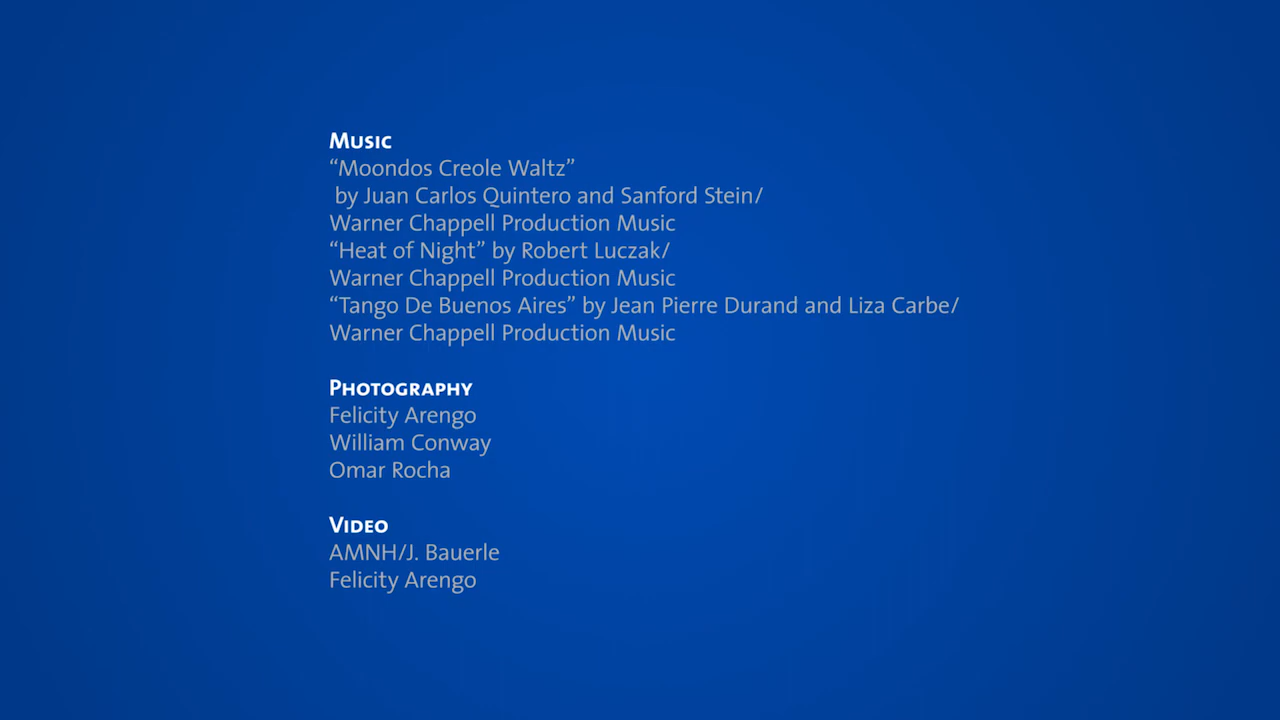 Music
“Moondos Creole Waltz”
by Juan Carlos Quintero and Sanford Stein/
Warner Chappell Production Music
“Heat of Night” by Robert Luczak/
Warner Chappell Production Music
“Tango De Buenos Aires” by Jean Pierre Durand and Liza Carbe/
Warner Chappell Production Music
Photography
Felicity Arengo
William Conway
Omar Rocha
Video
AMNH/J. Bauerle
Felicity Arengo